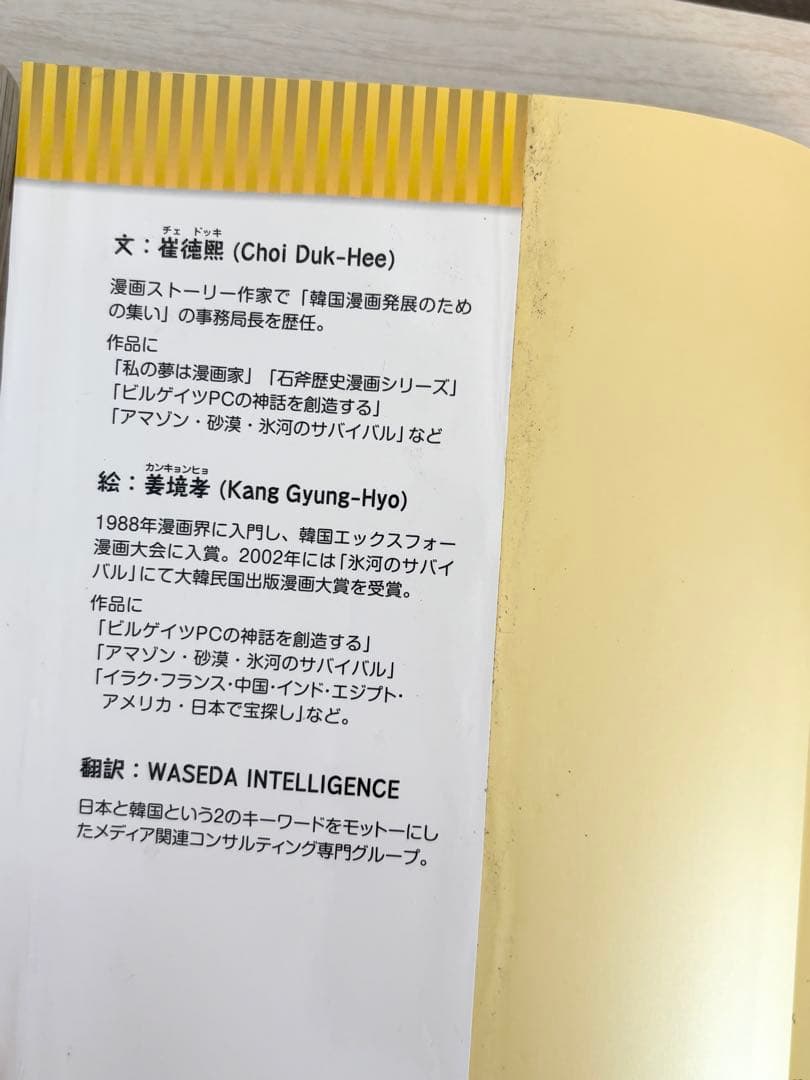 チェ ドッキ
文：崔徳熙 (Choi Duk-Hee)
漫画ストーリー作家で「韓国漫画発展のため
の集い」の事務局長を歴任。
作品に
「私の夢は漫画家」「石斧歴史漫画シリーズ」
「ビルゲイツPCの神話を創造する」
「アマゾン・砂漠・氷河のサバイバル」など
カンキョンヒョ
絵：姜境孝 (Kang Gyung-Hyo)
1988年漫画界に入門し、韓国エックスフォー
漫画大会に入賞。2002年には「氷河のサバイ
バル」にて大韓民国出版漫画大賞を受賞。
作品に
「ビルゲイツPCの神話を創造する」
「アマゾン・砂漠・氷河のサバイバル」
「イラク・フランス・中国・インド・エジプト・
アメリカ・日本で宝探し」など。
翻訳：WASEDA INTELLIGENCE
日本と韓国という2のキーワードをモットーにし
たメディア関連コンサルティング専門グループ。